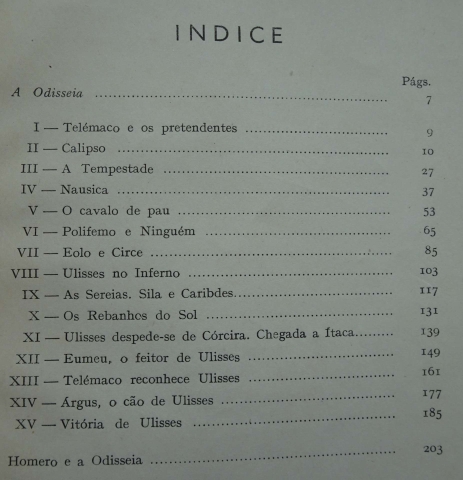 INDICE
Págs.
A Odisseia ........ 7
I — Telémaco e os pretendentes ........ 9
II — Calipso ........ 10
III — A Tempestade ........ 27
IV — Nausica ........ 37
V — O cavalo de pau ........ 53
VI — Polifemo e Ninguém ........ 65
VII — Eolo e Circe ........ 85
VIII — Ulisses no Inferno ........ 103
IX — As Sereias. Sila e Caribdes ........ 117
X — Os Rebanhos do Sol ........ 131
XI — Ulisses despede-se de Córcira. Chegada a Ítaca ........ 139
XII — Eumeu, o feitor de Ulisses ........ 149
XIII — Telémaco reconhece Ulisses ........ 161
XIV — Árgus, o cão de Ulisses ........ 177
XV — Vitória de Ulisses ........ 185
Homero e a Odisseia ........ 203